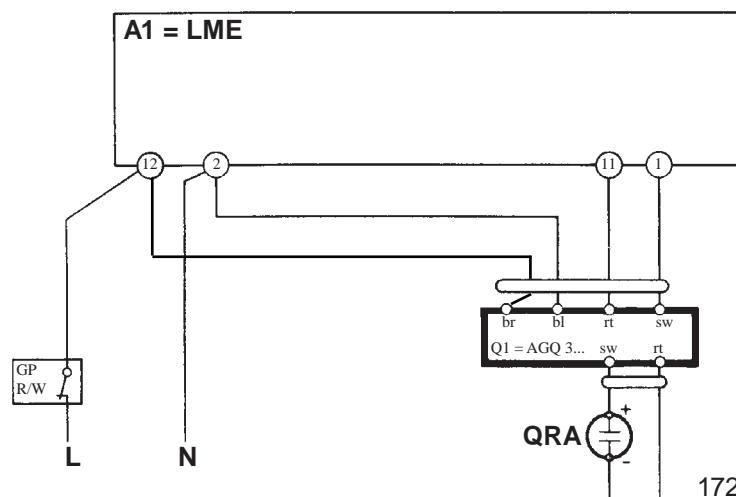 A1 = LME
12 2 11 1
br bl rt sw
Q1 = AGQ 3... sw rt
GP
R/W
+
QRA
-
L N
172